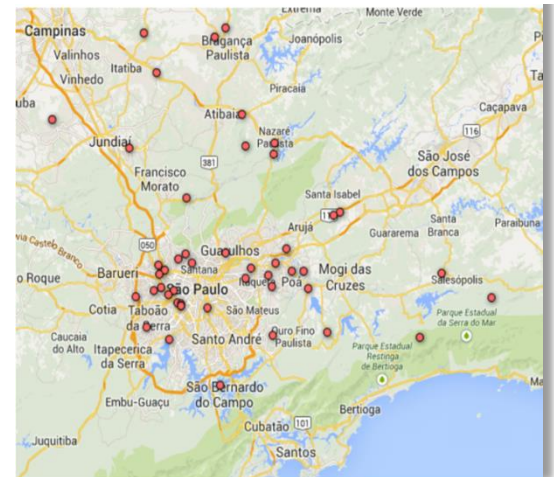 Extrema
Monte Verde
Campinas
Bragança
Paulista
Joanópolis
Valinhos
Itatiba
Vinhedo
Piracaia
Caçapava
Atibaia
Nazaré
Paulista
116
Jundiaí
381
São José
dos Campos
Francisco
Morato
Santa Isabel
Arujá
Santa
Branca
Paraibuna
Guararema
050
via Castelo Branco
Guarulhos
Barueri
Santana
Mogi das
Cruzes
o Roque
Itaquera
Poá
Salesópolis
São Paulo
Cotia
Taboão
da Serra
São Mateus
Parque Estadual
da Serra do Mar
Caucaia
do Alto
Itapecerica
da Serra
Santo André
Ouro Fino
Paulista
Parque Estadual
Restinga
de Bertioga
São Bernardo
do Campo
Embu-Guaçu
Bertioga
Cubatão
101
Juquitiba
Santos